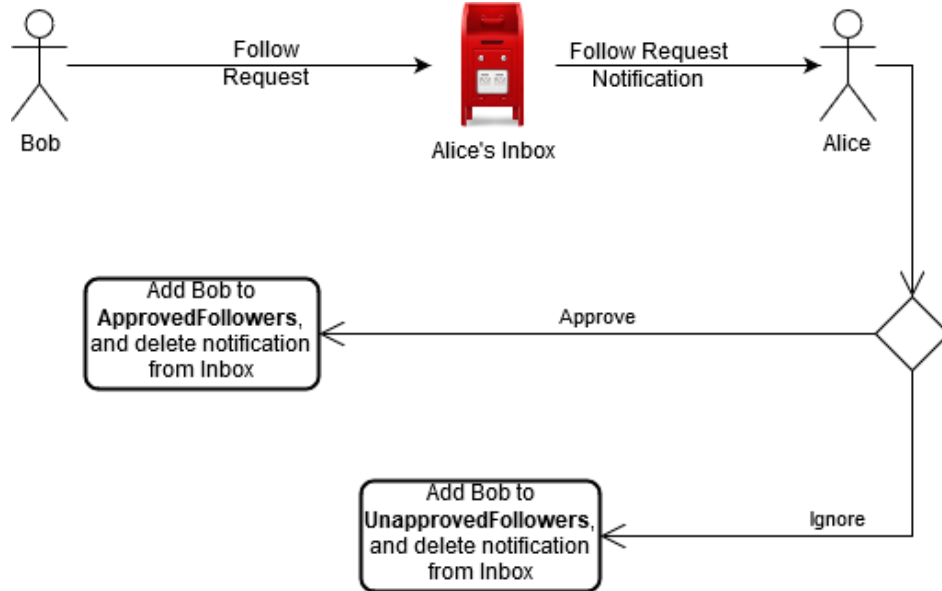 Follow
Request
Follow Request
Notification
Bob
Alice's Inbox
Alice
Add Bob to
ApprovedFollowers,
and delete notification
from Inbox
Approve
Add Bob to
UnapprovedFollowers,
and delete notification
from Inbox
Ignore